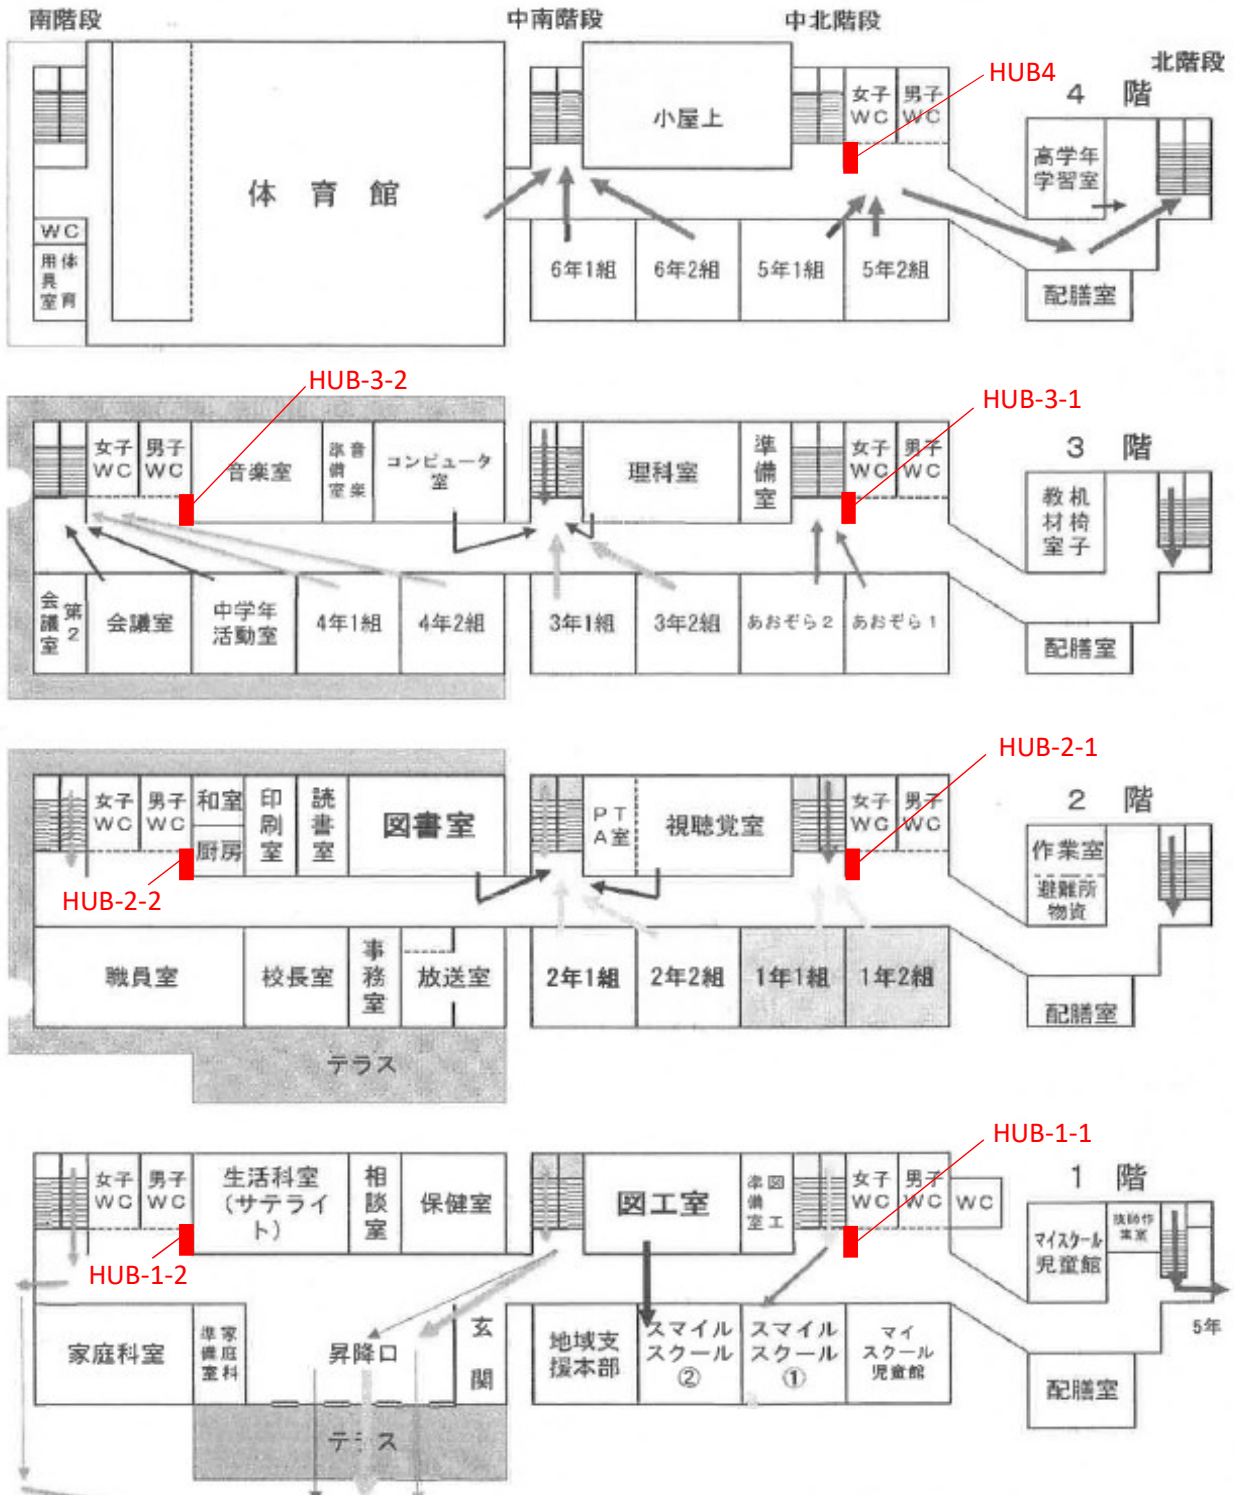 南階段
中南階段
中北階段
北階段
HUB4
4 階
女子
WC
男子
WC
小屋上
体育館
高学年
学習室
WC
体育
用具室
6年1組
6年2組
5年1組
5年2組
配膳室
HUB-3-2
HUB-3-1
3 階
女子
WC
男子
WC
音楽室
音楽
準備室
コンピュータ
室
理科室
準備室
女子
WC
男子
WC
机椅子
教材室
第2
会議室
会議室
中学年
活動室
4年1組
4年2組
3年1組
3年2組
あおぞら2
あおぞら1
配膳室
HUB-2-1
2 階
女子
WC
男子
WC
和室
厨房
印刷室
読書室
図書室
PT
A室
視聴覚室
女子
WC
男子
WC
作業室
避難所
物資
HUB-2-2
職員室
校長室
事務室
放送室
2年1組
2年2組
1年1組
1年2組
配膳室
テラス
HUB-1-1
1 階
女子
WC
男子
WC
生活科室
(サテライ
ト)
相談室
保健室
図工室
図工
準備室
女子
WC
男子
WC
WC
マイスクール
児童館
HUB-1-2
家庭科室
家庭科
準備室
昇降口
玄関
地域支
援本部
スマイル
スクール
②
スマイル
スクール
①
マイ
スクール
児童館
5年
配膳室
テラス